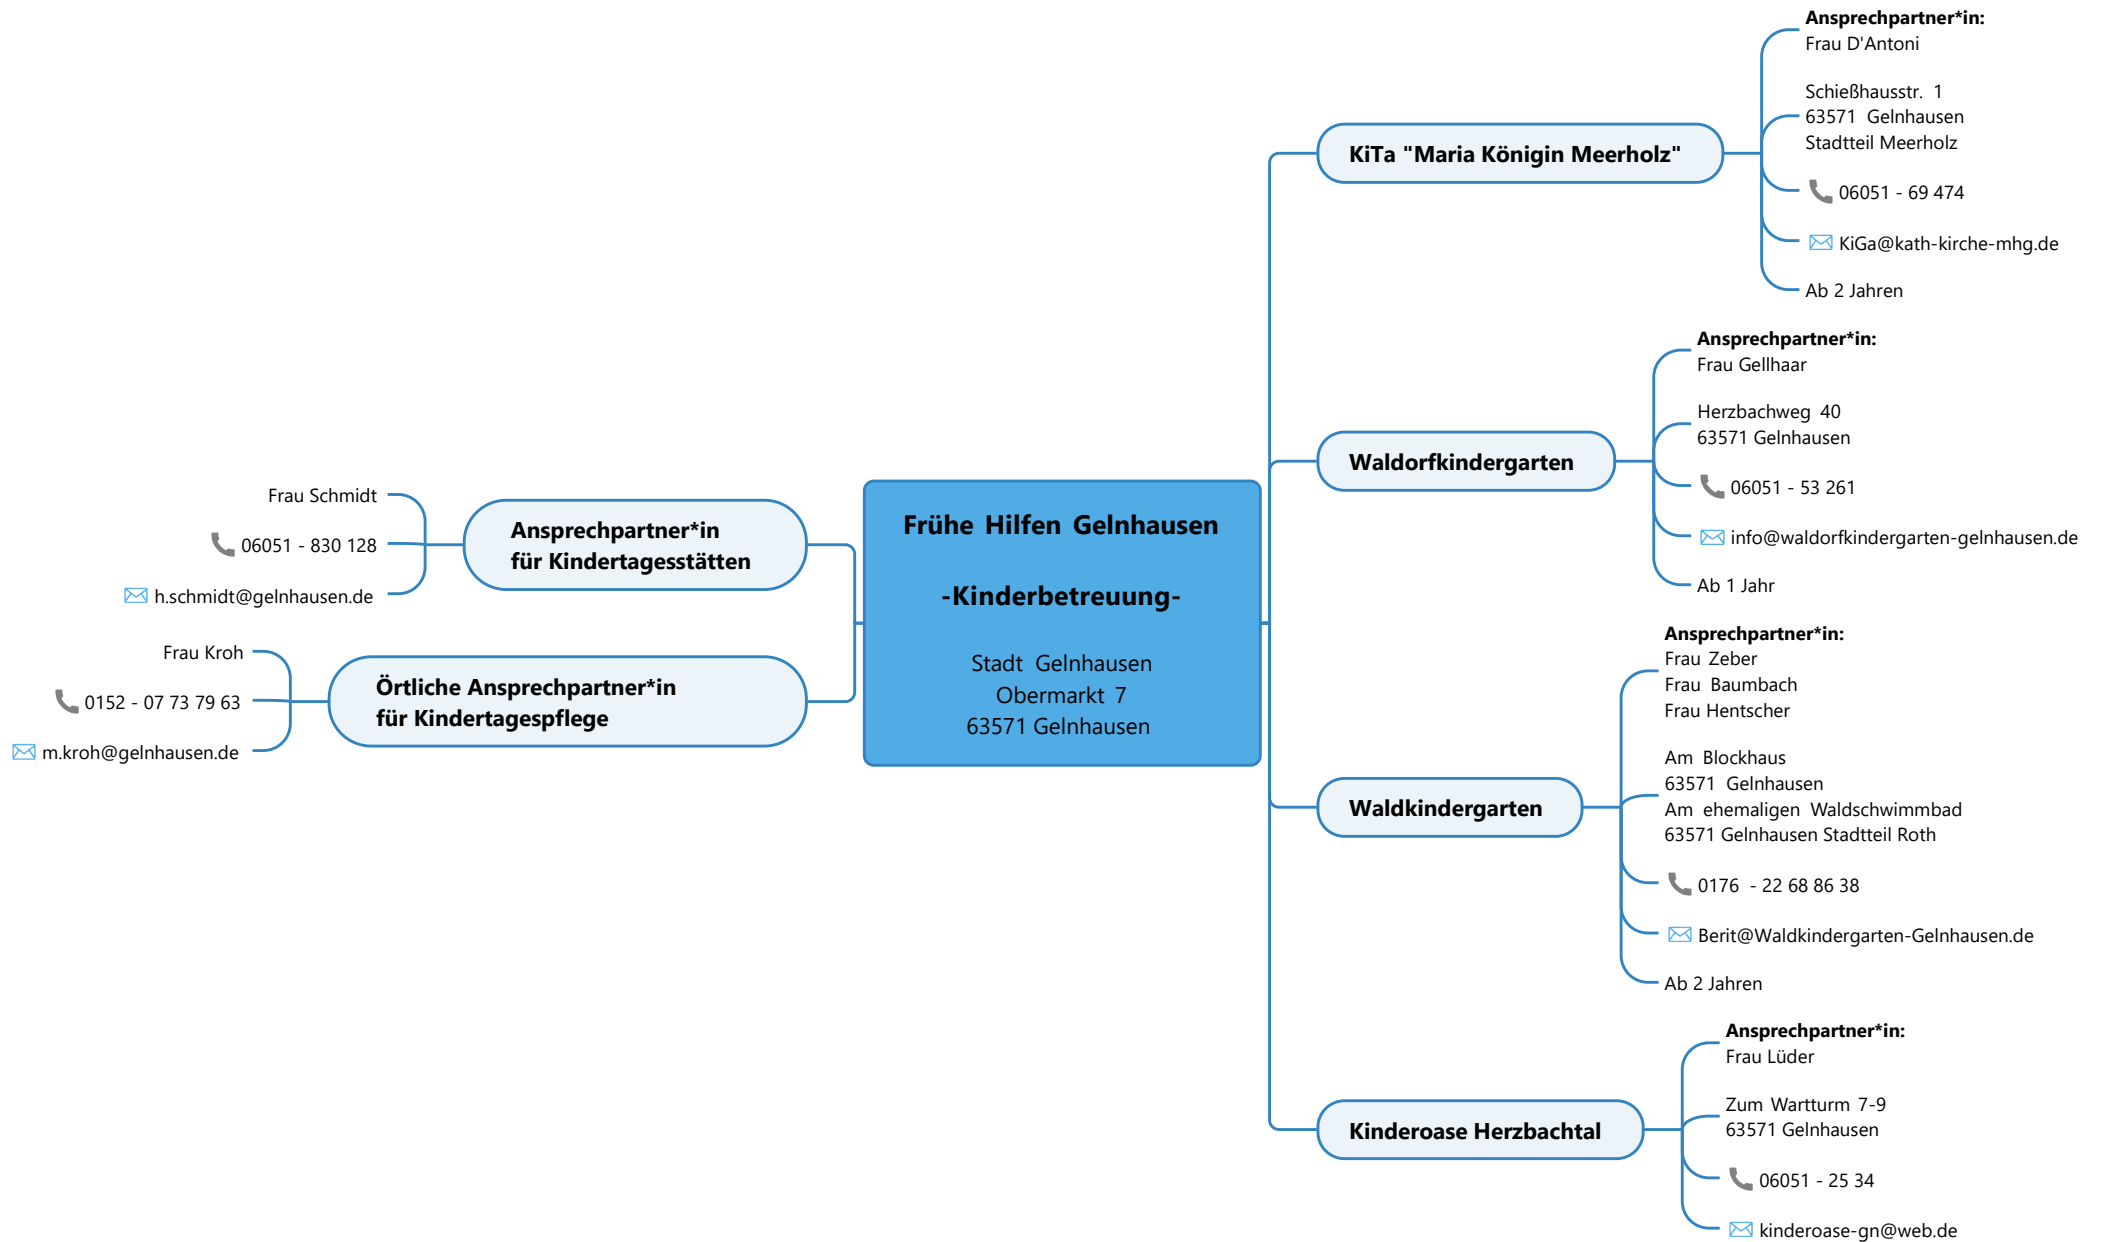 Frühe Hilfen Gelnhausen
-Kinderbetreuung-
Stadt Gelnhausen
Obermarkt 7
63571 Gelnhausen
Ansprechpartner*in
für Kindertagesstätten
Frau Schmidt
06051 - 830 128
h.schmidt@gelnhausen.de
Örtliche Ansprechpartner*in
für Kindertagespflege
Frau Kroh
0152 - 07 73 79 63
m.kroh@gelnhausen.de
KiTa "Maria Königin Meerholz"
Ansprechpartner*in:
Frau D'Antoni
Schießhausstr. 1
63571 Gelnhausen
Stadtteil Meerholz
06051 - 69 474
KiGa@kath-kirche-mhg.de
Ab 2 Jahren
Waldorfkindergarten
Ansprechpartner*in:
Frau Gellhaar
Herzbachweg 40
63571 Gelnhausen
06051 - 53 261
info@waldorfkindergarten-gelnhausen.de
Ab 1 Jahr
Waldkindergarten
Ansprechpartner*in:
Frau Zeber
Frau Baumbach
Frau Hentscher
Am Blockhaus
63571 Gelnhausen
Am ehemaligen Waldschwimmbad
63571 Gelnhausen Stadtteil Roth
0176 - 22 68 86 38
Berit@Waldkindergarten-Gelnhausen.de
Ab 2 Jahren
Kinderoase Herzbachtal
Ansprechpartner*in:
Frau Lüder
Zum Wartturm 7-9
63571 Gelnhausen
06051 - 25 34
kinderoase-gn@web.de